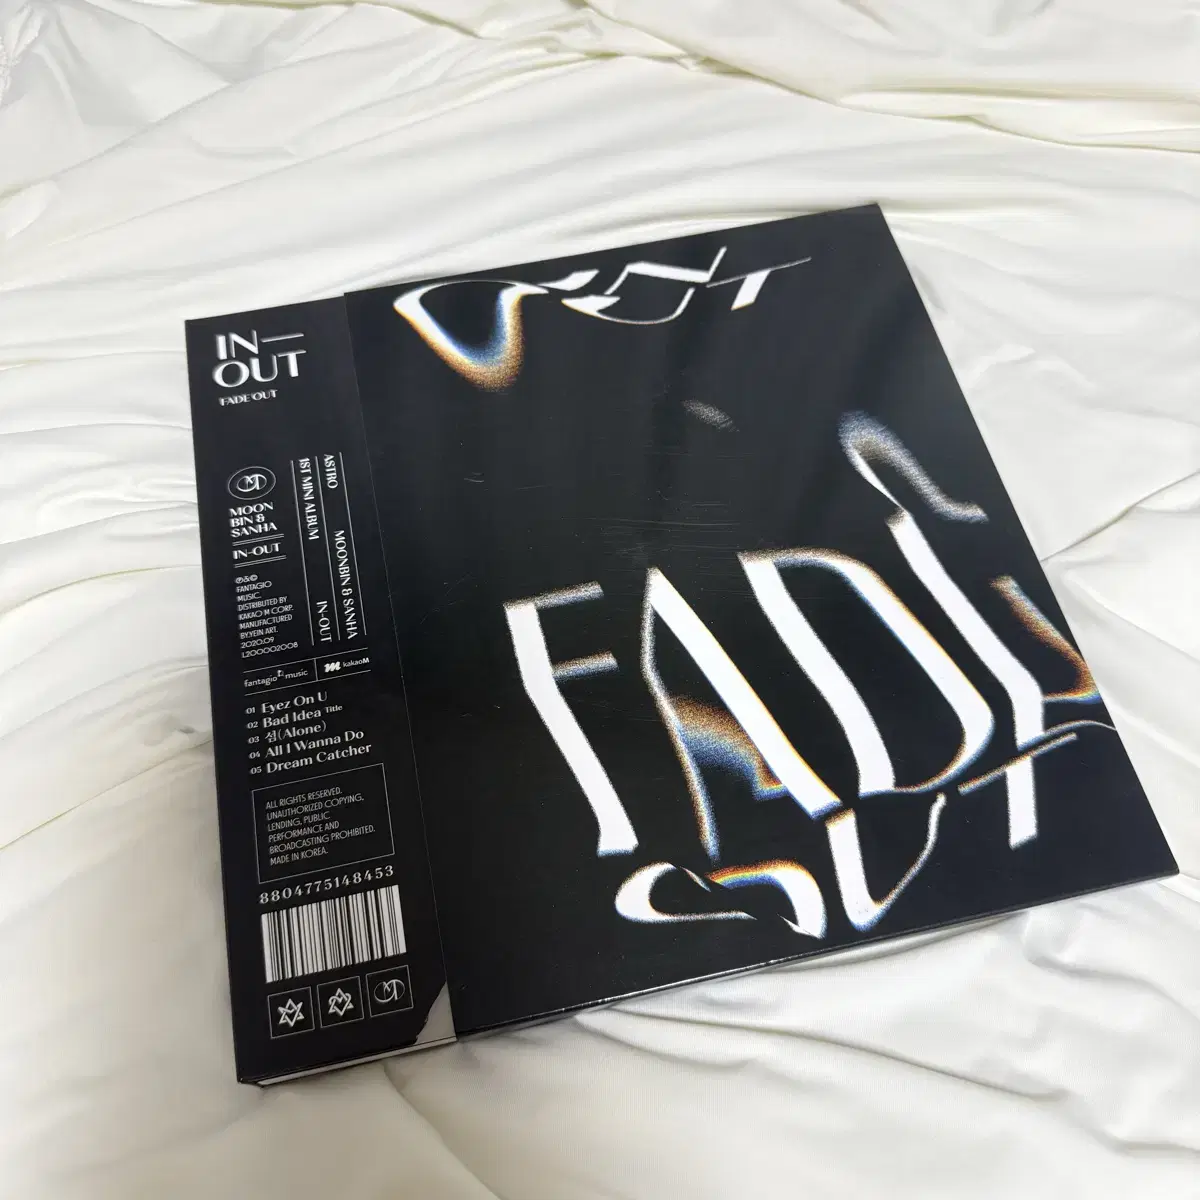 IN—
OUT
FADE OUT
ASTRO MOONBIN & SANHA
1ST MINI ALBUM IN-OUT
MOON
BIN &
SANHA
IN-OUT
℗&©
FANTAGIO
MUSIC
DISTRIBUTED BY
KAKAO M CORP.
MANUFACTURED
BY.YEIN ART.
2020.09
L200002008
fantagio music kakaoM
01 Eyez On U
02 Bad Idea Title
03 섬(Alone)
04 All I Wanna Do
05 Dream Catcher
ALL RIGHTS RESERVED.
UNAUTHORIZED COPYING,
LENDING, PUBLIC
PERFORMANCE AND
BROADCASTING PROHIBITED.
MADE IN KOREA.
8804775148453
OUT
FADE
OUT